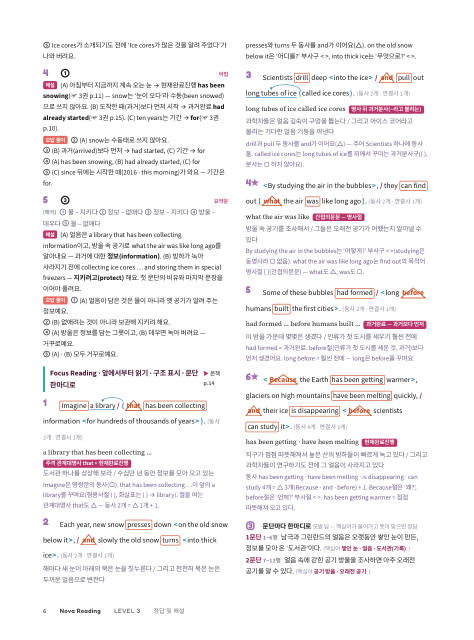 ⑤ Ice cores가 소개되기도 전에 'Ice cores가 많은 것을 알려 주었다'가
나와 버려요.
4 ① 어법
해설 (A) 아침부터 지금까지 계속 오는 눈 → 현재완료진행 has been
snowing(☞ 3권 p.11) — snow는 '눈이 오다'라 수동(been snowed)
으로 쓰지 않아요. (B) 도착한 때(과거)보다 먼저 시작 → 과거완료 had
already started(☞ 3권 p.15). (C) ten years는 기간 → for(☞ 3권
p.10).
오답 풀이 ② (A) snow는 수동태로 쓰지 않아요.
③ (B) 과거(arrived)보다 먼저 → had started, (C) 기간 → for
④ (A) has been snowing, (B) had already started, (C) for
⑤ (C) since 뒤에는 시작한 때(2016 · this morning)가 와요 — 기간은
for.
5 ③ 요약문
[해석] ① 물 – 지키다 ② 정보 – 없애다 ③ 정보 – 지키다 ④ 방울 –
데우다 ⑤ 물 – 없애다
해설 (A) 얼음은 a library that has been collecting
information이고, 방울 속 공기로 what the air was like long ago를
알아내요 — 과거에 대한 정보(information). (B) 빙하가 녹아
사라지기 전에 collecting ice cores … and storing them in special
freezers — 지키려고(protect) 해요. 첫 문단의 비유와 마지막 문장을
이어야 풀려요.
오답 풀이 ① (A) 얼음이 담은 것은 물이 아니라 옛 공기가 알려 주는
정보예요.
② (B) 없애려는 것이 아니라 보관해 지키려 해요.
④ (A) 방울은 정보를 담는 그릇이고, (B) 데우면 녹아 버려요 —
거꾸로예요.
⑤ (A) · (B) 모두 거꾸로예요.
Focus Reading · 앞에서부터 읽기 · 구조 표시 · 문단 ▶ 본책
한마디로 p.14
1 Imagine a library / ( that has been collecting
information <for hundreds of thousands of years> ). (동사
2개 · 연결사 1개)
a library that has been collecting …
주격 관계대명사 that + 현재완료진행
도서관 하나를 상상해 보라 / 수십만 년 동안 정보를 모아 오고 있는
Imagine은 명령문의 동사(□). that has been collecting …이 앞의 a
library를 꾸며요(형용사절 ( ), 화살표는 ( ) → library). 절을 여는
관계대명사 that도 △ — 동사 2개 = △ 1개 + 1.
2 Each year, new snow presses down <on the old snow
below it>, / and slowly the old snow turns <into thick
ice>. (동사 2개 · 연결사 1개)
해마다 새 눈이 아래의 묵은 눈을 짓누른다 / 그리고 천천히 묵은 눈은
두꺼운 얼음으로 변한다
presses와 turns 두 동사를 and가 이어요(△). on the old snow
below it은 '어디를?' 부사구 < >, into thick ice는 '무엇으로?' < >.
3 Scientists drill deep <into the ice> / and pull out
long tubes of ice (called ice cores). (동사 2개 · 연결사 1개)
long tubes of ice called ice cores 명사 뒤 과거분사(~라고 불리는)
과학자들은 얼음 깊숙이 구멍을 뚫는다 / 그리고 아이스 코어라고
불리는 기다란 얼음 기둥을 꺼낸다
drill과 pull 두 동사를 and가 이어요(△) — 주어 Scientists 하나에 동사
둘. called ice cores는 long tubes of ice를 뒤에서 꾸미는 과거분사구( ),
분사는 □ 하지 않아요).
4★ <By studying the air in the bubbles>, / they can find
out [ what the air was like long ago]. (동사 2개 · 연결사 1개)
what the air was like 간접의문문 — 명사절
방울 속 공기를 조사해서 / 그들은 오래전 공기가 어땠는지 알아낼 수
있다
By studying the air in the bubbles는 '어떻게?' 부사구 < >(studying은
동명사라 □ 없음). what the air was like long ago는 find out의 목적어
명사절 [ ](간접의문문) — what도 △, was도 □.
5 Some of these bubbles had formed / <long before
humans built the first cities>. (동사 2개 · 연결사 1개)
had formed … before humans built … 과거완료 — 과거보다 먼저
이 방울 가운데 몇몇은 생겼다 / 인류가 첫 도시를 세우기 훨씬 전에
had formed = 과거완료. before절(인류가 첫 도시를 세운 것, 과거)보다
먼저 생겼어요. long before = 훨씬 전에 — long은 before를 꾸며요.
6★ < Because the Earth has been getting warmer>,
glaciers on high mountains have been melting quickly, /
and their ice is disappearing < before scientists
can study it>. (동사 4개 · 연결사 3개)
has been getting · have been melting 현재완료진행
지구가 점점 따뜻해져서 높은 산의 빙하들이 빠르게 녹고 있다 / 그리고
과학자들이 연구하기도 전에 그 얼음이 사라지고 있다
동사 has been getting · have been melting · is disappearing · can
study 4개 = △ 3개(Because · and · before) + 1. Because절은 '왜?',
before절은 '언제?' 부사절 < >. has been getting warmer = 점점
따뜻해져 오고 있다.
③ 문단마다 한마디로 모범 답 — 핵심어가 들어가고 뜻이 맞으면 정답
1문단 1–6행 남극과 그린란드의 얼음은 오랫동안 쌓인 눈이 만든,
정보를 모아 온 '도서관'이다. (핵심어 쌓인 눈 · 얼음 · 도서관(기록) )
2문단 7–12행 얼음 속에 갇힌 공기 방울을 조사하면 아주 오래전
공기를 알 수 있다. (핵심어 공기 방울 · 오래전 공기 )
6 Nova Reading LEVEL 3 정답 및 해설